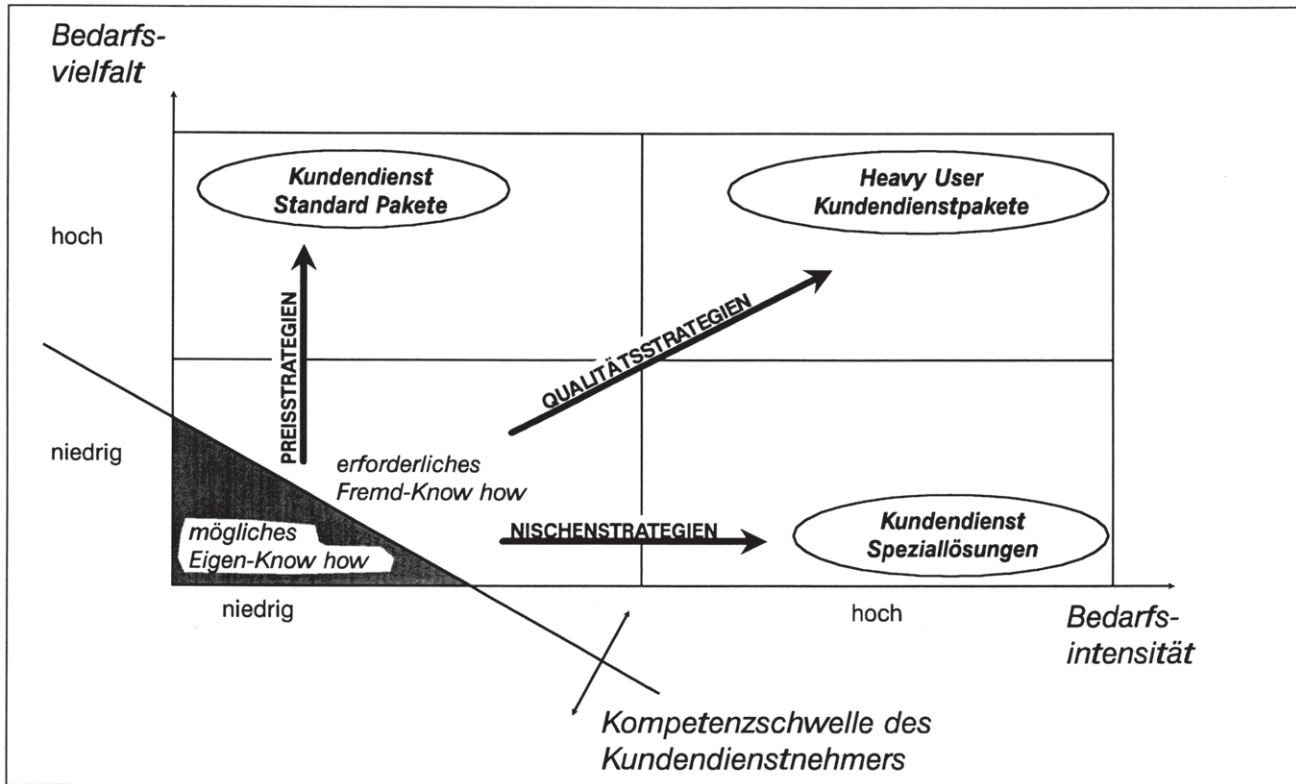 Bedarfs-
vielfalt
Kundendienst
Standard Pakete
Heavy User
Kundendienstpakete
hoch
PREISSTRATEGIEN
QUALITÄTSSTRATEGIEN
niedrig
erforderliches
Fremd-Know how
mögliches
Eigen-Know how
NISCHENSTRATEGIEN
Kundendienst
Speziallösungen
niedrig
hoch
Bedarfs-
intensität
Kompetenzschwelle des
Kundendienstnehmers